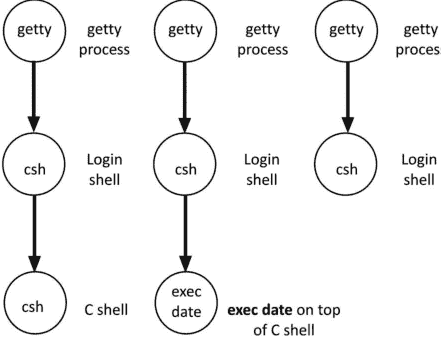 getty
getty
process
getty
getty
process
getty
getty
proces
csh
Login
shell
csh
Login
shell
csh
Login
shell
csh
C shell
exec
date
exec date on top
of C shell